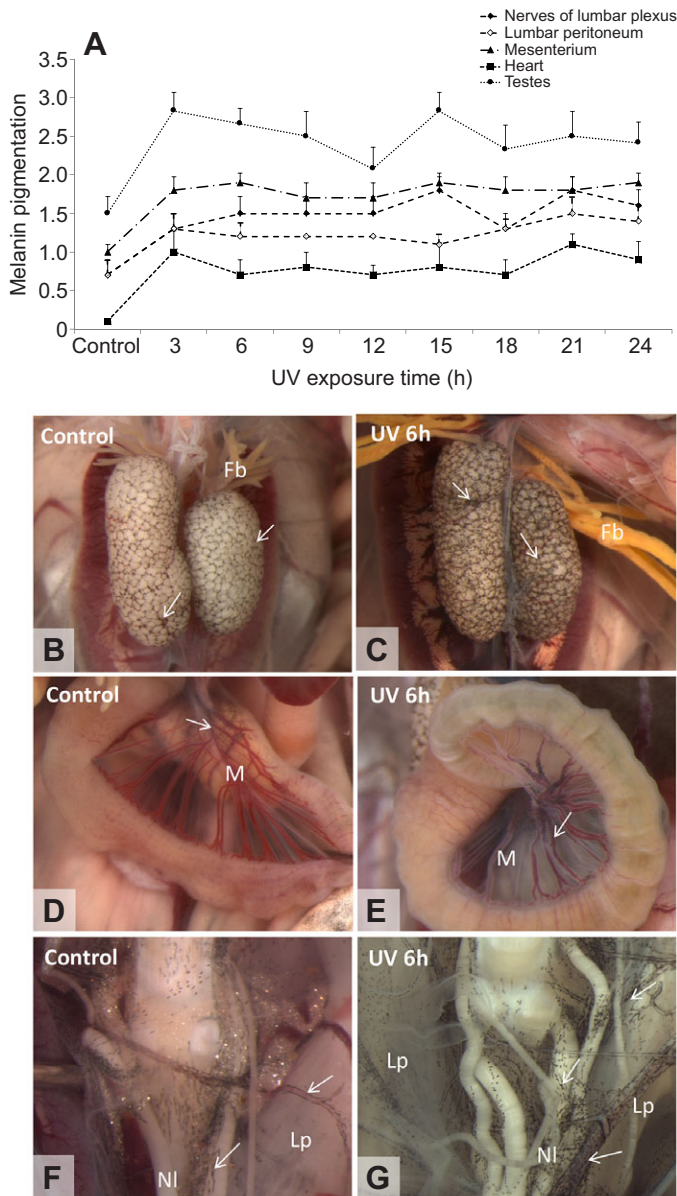 A
Nerves of lumbar plexus
Lumbar peritoneum
Mesenterium
Heart
Testes
Melanin pigmentation
3.5
3.0
2.5
2.0
1.5
1.0
0.5
0
Control 3 6 9 12 15 18 21 24
UV exposure time (h)
Control
Fb
B
UV 6h
Fb
C
Control
M
D
UV 6h
M
E
Control
Lp
Nl
F
UV 6h
Lp
Lp
Nl
G